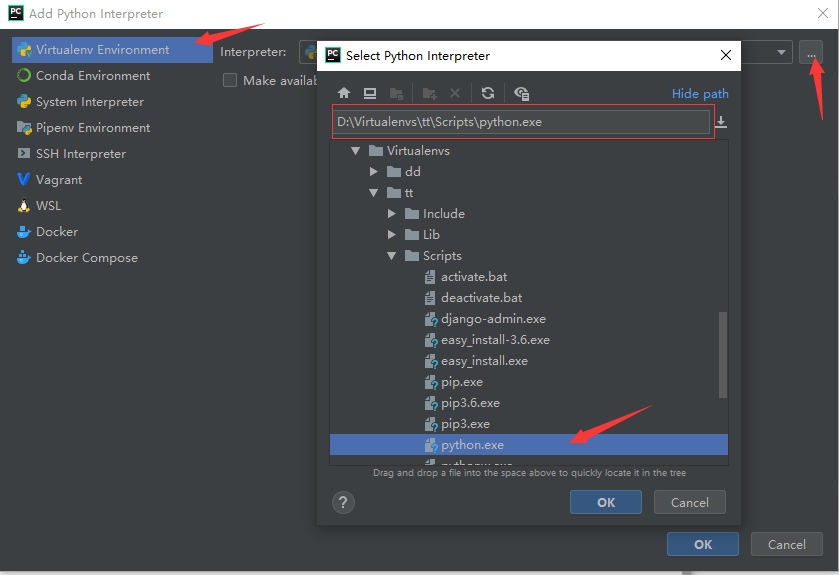 PC Add Python Interpreter
Virtualenv Environment
Conda Environment
System Interpreter
Pipenv Environment
SSH Interpreter
Vagrant
WSL
Docker
Docker Compose
Interpreter:
...
Make availab
PC Select Python Interpreter
Hide path
D:\Virtualenvs\tt\Scripts\python.exe
Virtualenvs
dd
tt
Include
Lib
Scripts
activate.bat
deactivate.bat
django-admin.exe
easy_install-3.6.exe
easy_install.exe
pip.exe
pip3.6.exe
pip3.exe
python.exe
Drag and drop a file into the space above to quickly locate it in the tree
?
OK
Cancel
OK
Cancel